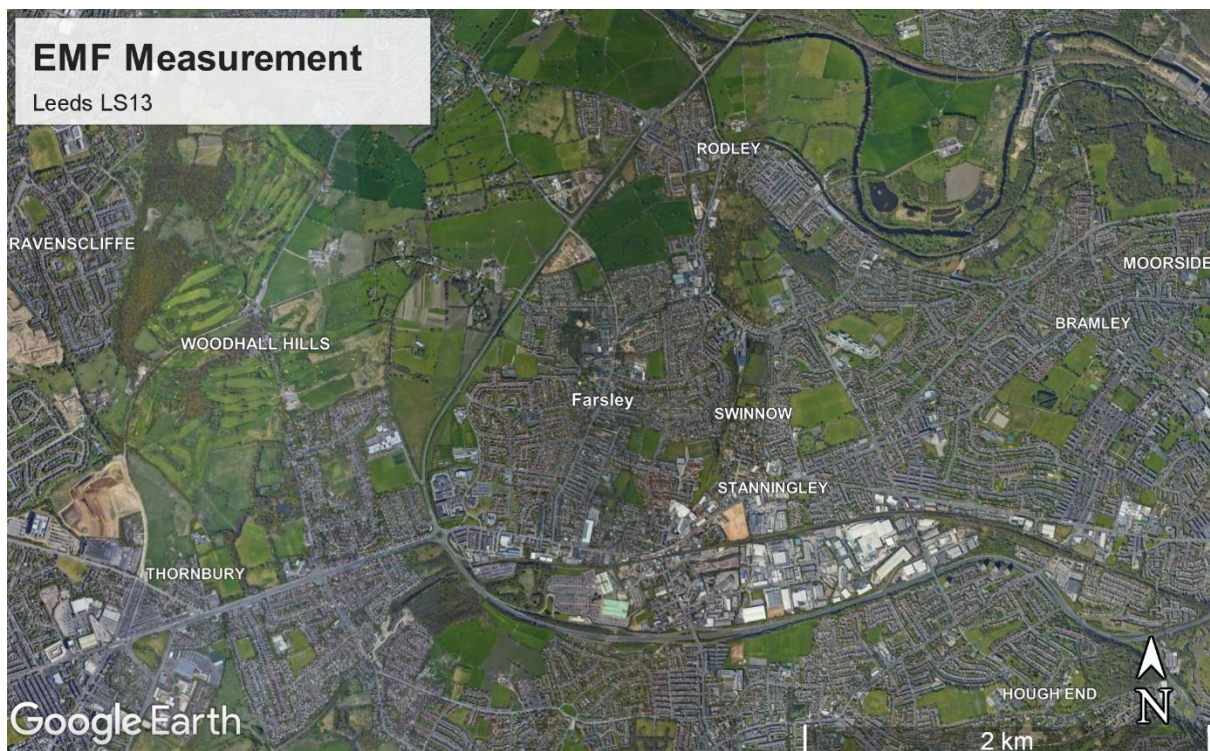 EMF Measurement
Leeds LS13
RODLEY
RAVENSCLIFFE
MOORSIDE
BRAMLEY
WOODHALL HILLS
Farsley
SWINNOW
STANNINGLEY
THORNBURY
HOUGH END
N
Google Earth
2 km